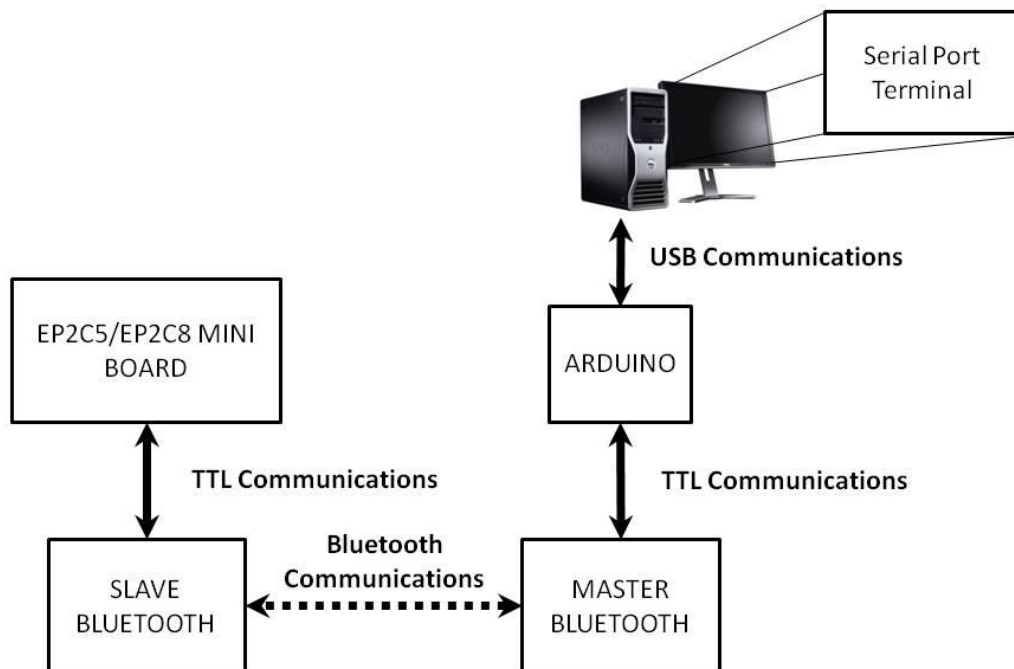 Serial Port
Terminal
USB Communications
EP2C5/EP2C8 MINI
BOARD
ARDUINO
TTL Communications
TTL Communications
Bluetooth
Communications
SLAVE
BLUETOOTH
MASTER
BLUETOOTH